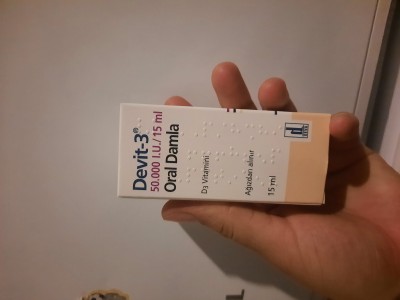 Devit-3®
50.000 I.U./15 ml
Oral Damla
D3 Vitamini
Ağızdan alınır
15 ml